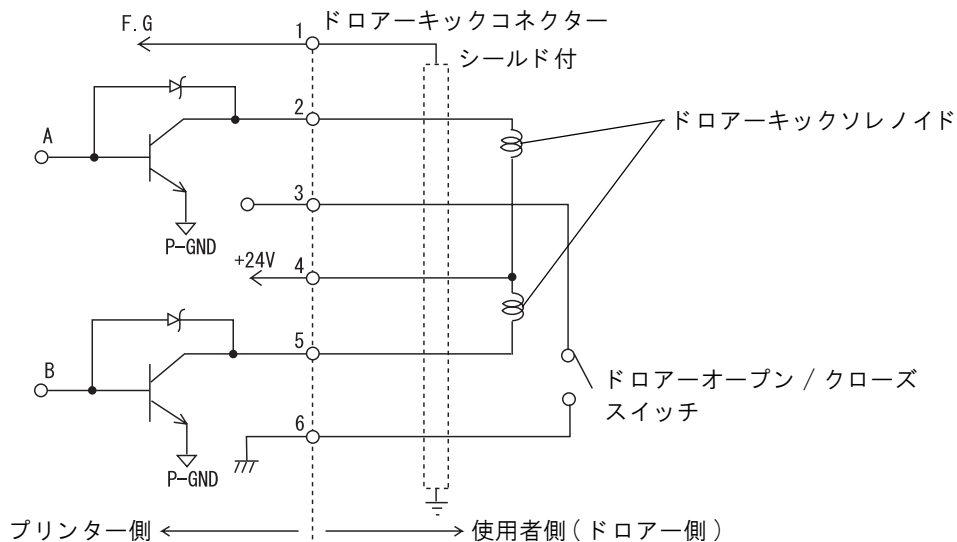 F.G
1 ドロアーキックコネクター
シールド付
2
A
ドロアーキックソレノイド
3
P-GND
+24V 4
5
B
ドロアーオープン / クローズ
スイッチ
6
P-GND
プリンター側
使用者側 ( ドロアー側 )